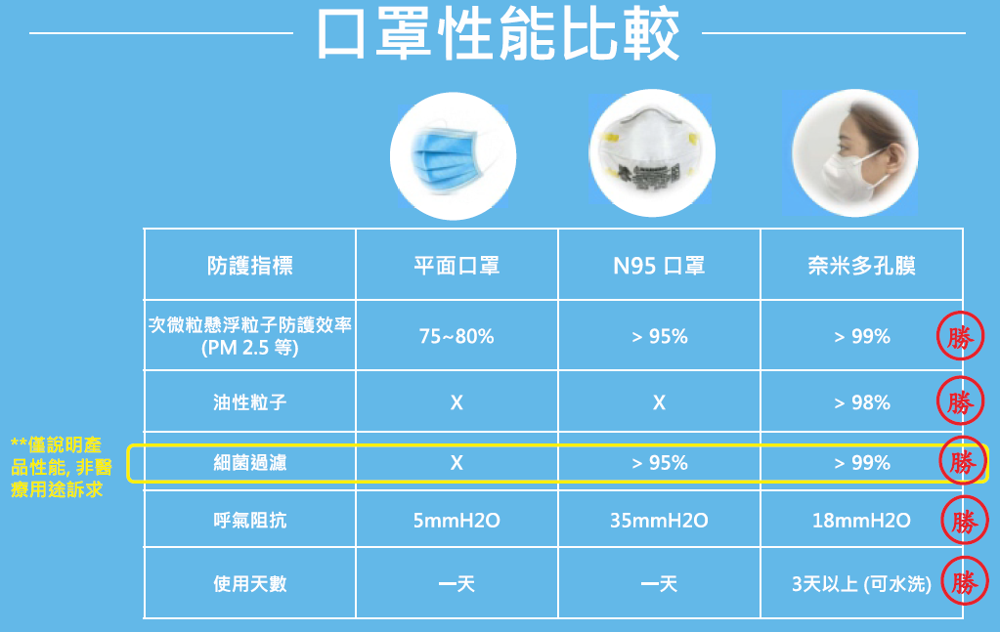 口罩性能比較
防護指標 平面口罩 N95 口罩 奈米多孔膜
次微粒懸浮粒子防護效率
(PM 2.5 等) 75~80% > 95% > 99% 勝
油性粒子 X X > 98% 勝
**僅說明產
品性能, 非醫
療用途訴求
細菌過濾 X > 95% > 99% 勝
呼氣阻抗 5mmH2O 35mmH2O 18mmH2O 勝
使用天數 一天 一天 3天以上 (可水洗) 勝